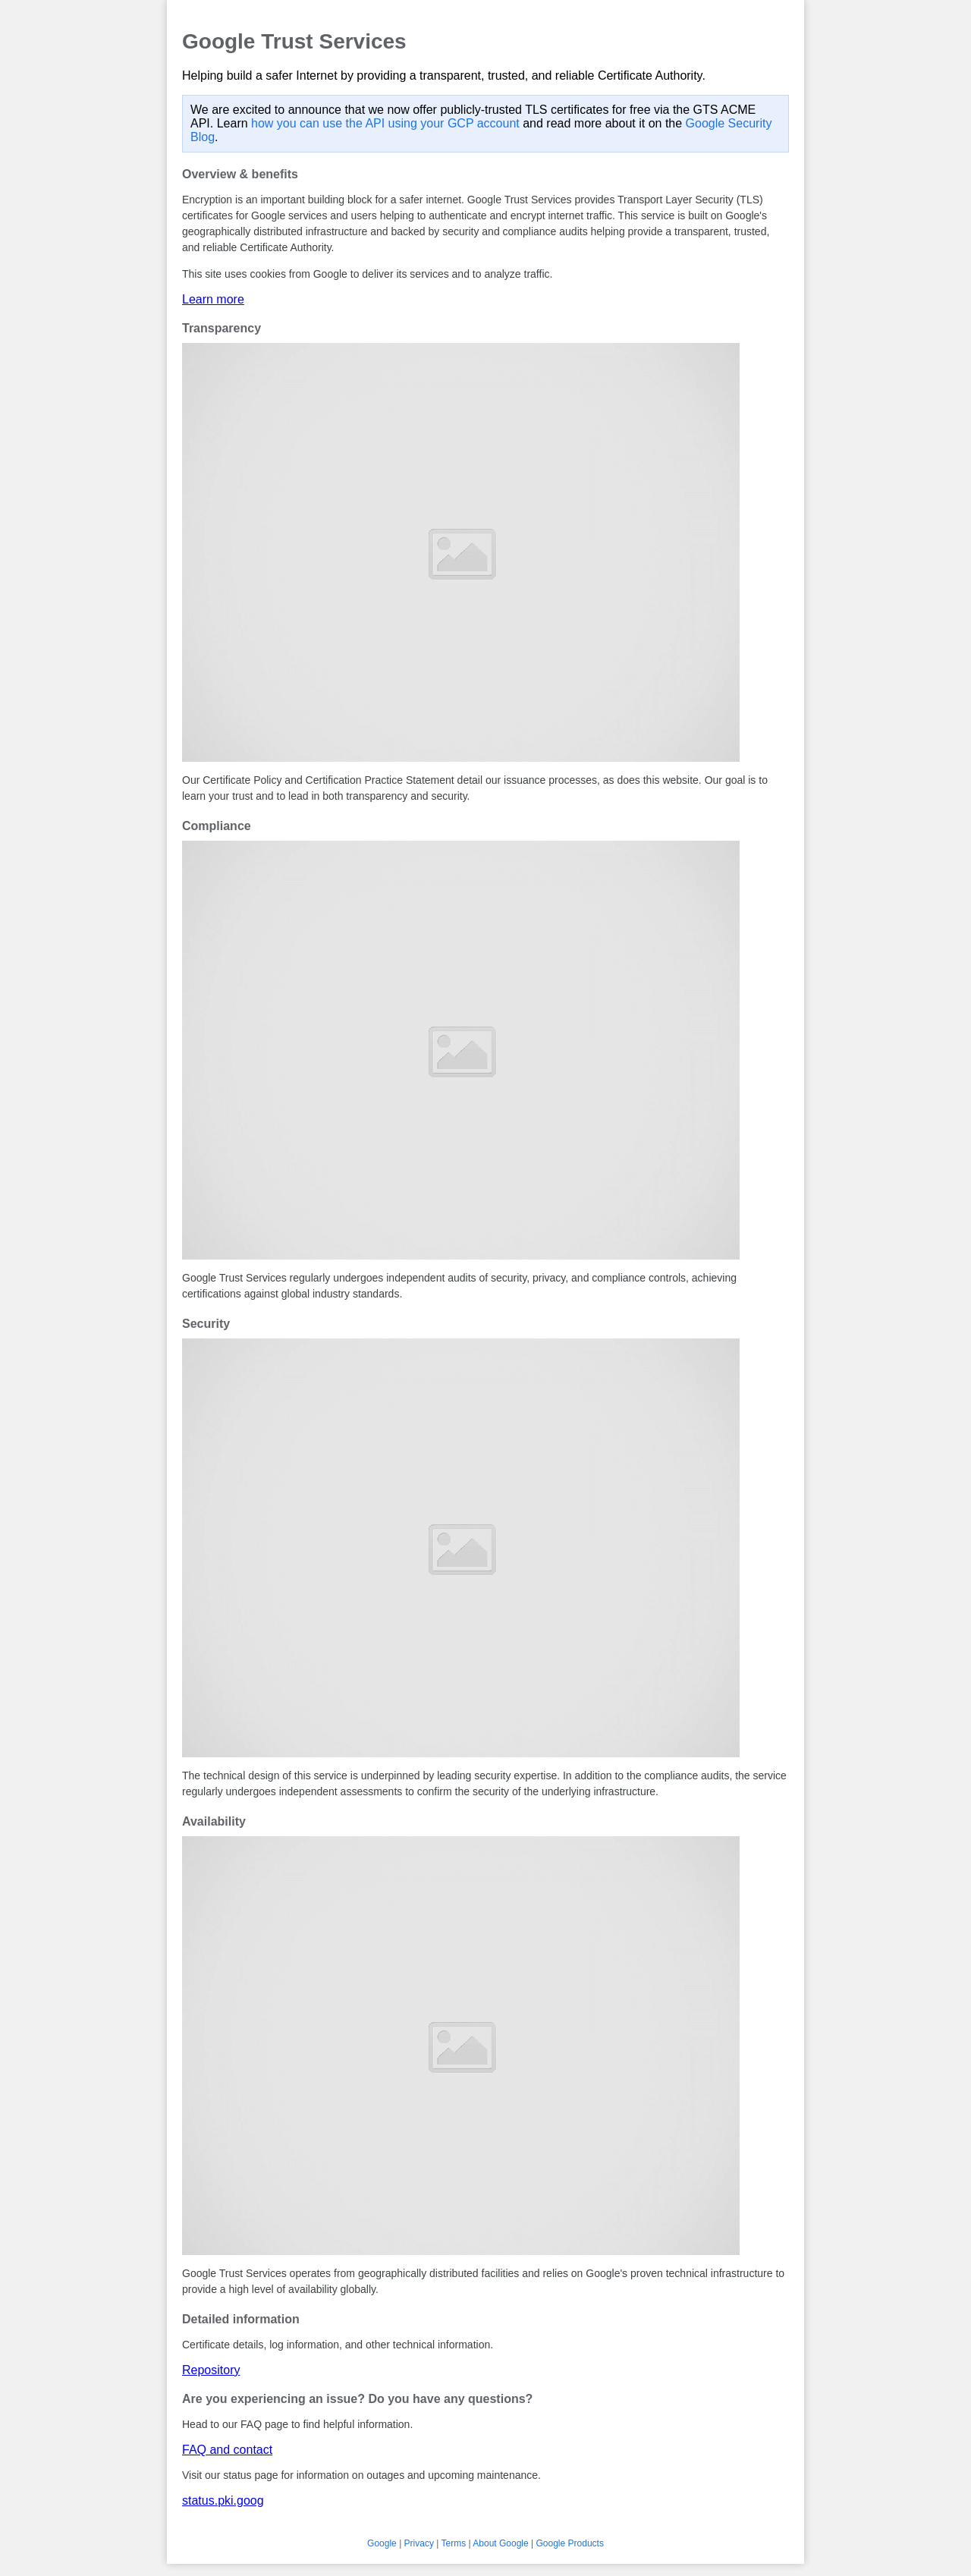 Google Trust Services
Helping build a safer Internet by providing a transparent, trusted, and reliable Certificate Authority.
We are excited to announce that we now offer publicly-trusted TLS certificates for free via the GTS ACME
API. Learn how you can use the API using your GCP account and read more about it on the Google Security
Blog.
Overview & benefits
Encryption is an important building block for a safer internet. Google Trust Services provides Transport Layer Security (TLS)
certificates for Google services and users helping to authenticate and encrypt internet traffic. This service is built on Google's
geographically distributed infrastructure and backed by security and compliance audits helping provide a transparent, trusted,
and reliable Certificate Authority.
This site uses cookies from Google to deliver its services and to analyze traffic.
Learn more
Transparency
Our Certificate Policy and Certification Practice Statement detail our issuance processes, as does this website. Our goal is to
learn your trust and to lead in both transparency and security.
Compliance
Google Trust Services regularly undergoes independent audits of security, privacy, and compliance controls, achieving
certifications against global industry standards.
Security
The technical design of this service is underpinned by leading security expertise. In addition to the compliance audits, the service
regularly undergoes independent assessments to confirm the security of the underlying infrastructure.
Availability
Google Trust Services operates from geographically distributed facilities and relies on Google's proven technical infrastructure to
provide a high level of availability globally.
Detailed information
Certificate details, log information, and other technical information.
Repository
Are you experiencing an issue? Do you have any questions?
Head to our FAQ page to find helpful information.
FAQ and contact
Visit our status page for information on outages and upcoming maintenance.
status.pki.goog
Google | Privacy | Terms | About Google | Google Products